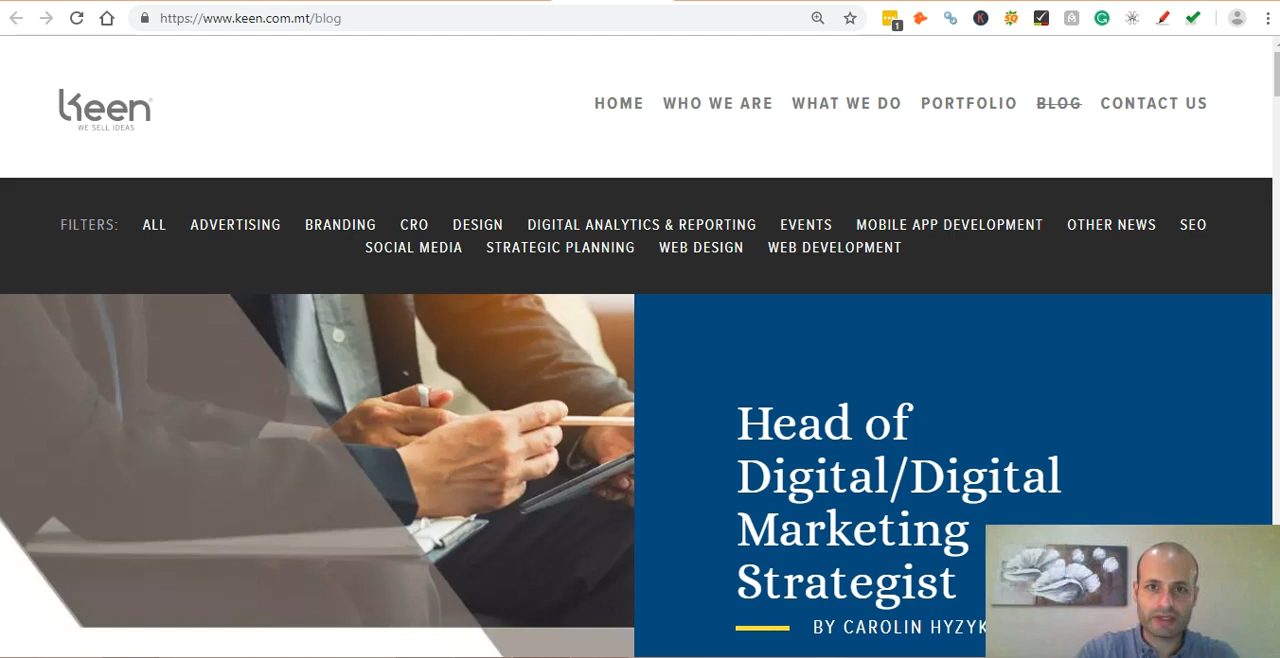 https://www.keen.com.mt/blog
1
keen
WE SELL IDEAS
HOME WHO WE ARE WHAT WE DO PORTFOLIO BLOG CONTACT US
FILTERS: ALL ADVERTISING BRANDING CRO DESIGN DIGITAL ANALYTICS & REPORTING EVENTS MOBILE APP DEVELOPMENT OTHER NEWS SEO
SOCIAL MEDIA STRATEGIC PLANNING WEB DESIGN WEB DEVELOPMENT
Head of
Digital/Digital
Marketing
Strategist
BY CAROLIN HYZYK